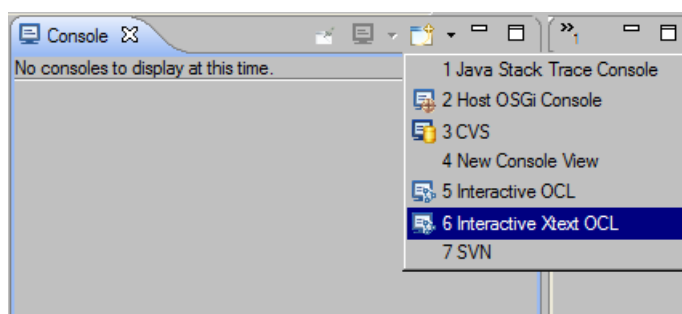 Console
No consoles to display at this time.
1 Java Stack Trace Console
2 Host OSGi Console
3 CVS
4 New Console View
5 Interactive OCL
6 Interactive Xtext OCL
7 SVN
»1